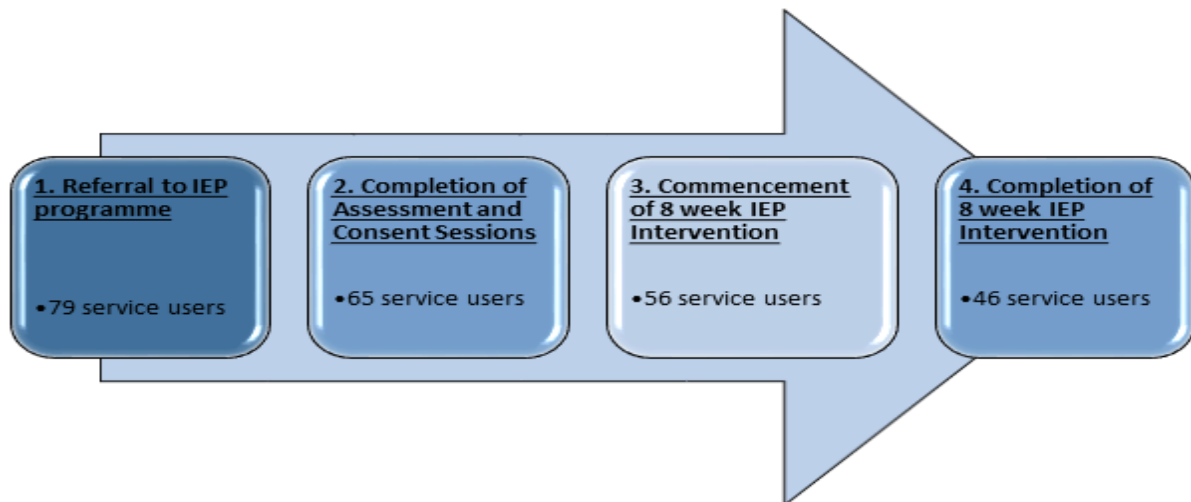 1. Referral to IEP
programme
•79 service users
2. Completion of
Assessment and
Consent Sessions
•65 service users
3. Commencement
of 8 week IEP
Intervention
•56 service users
4. Completion of
8 week IEP
Intervention
•46 service users